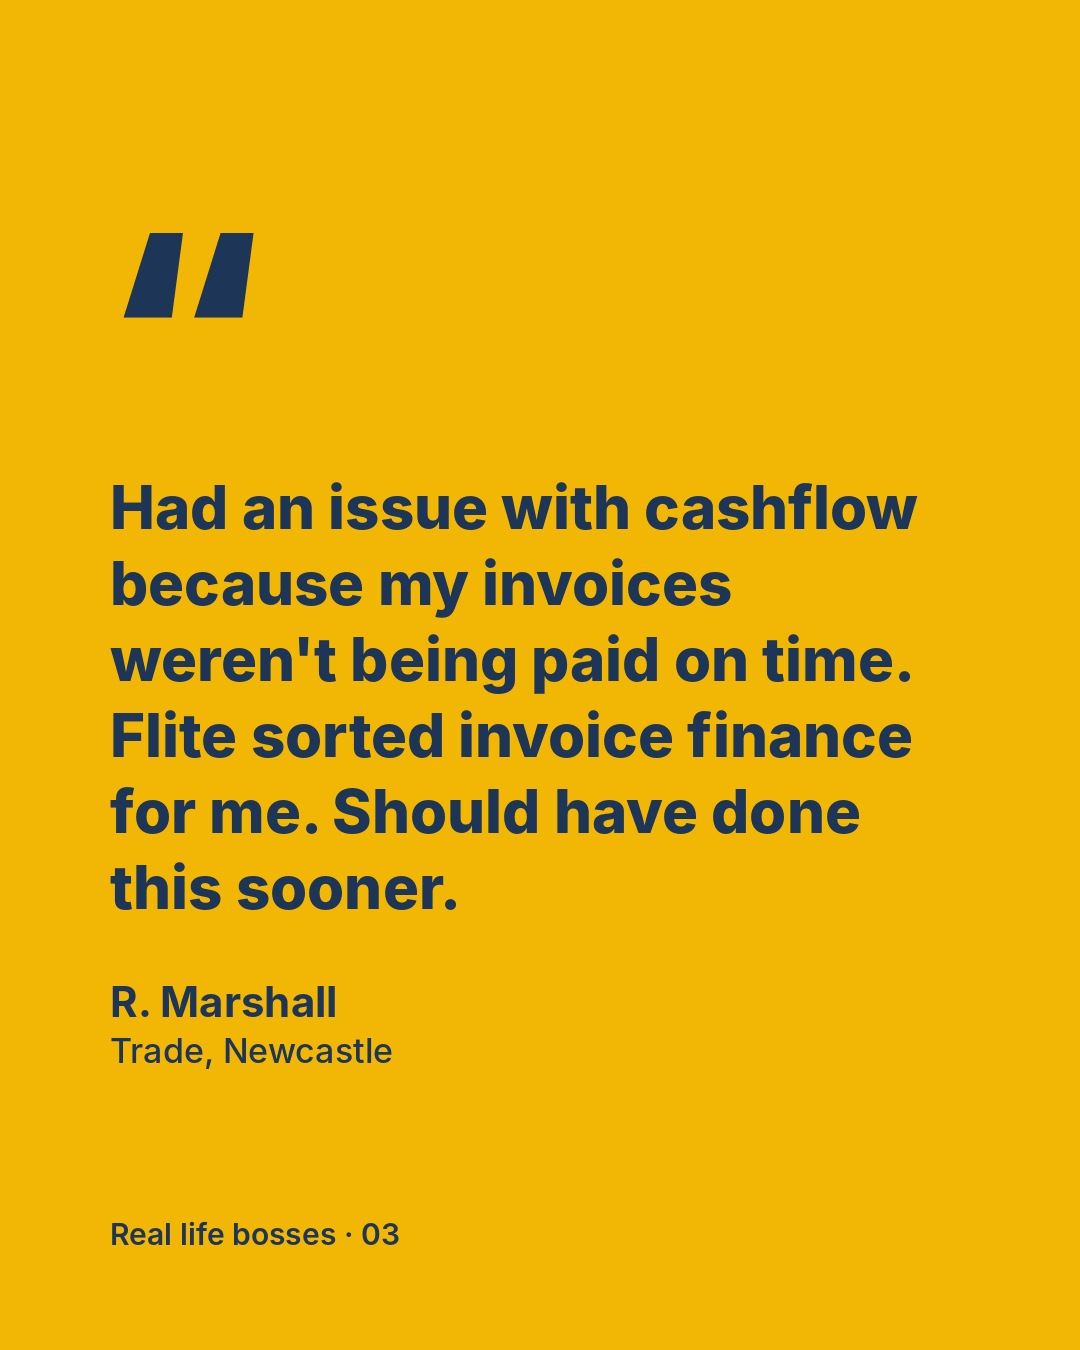 “
Had an issue with cashflow
because my invoices
weren't being paid on time.
Flite sorted invoice finance
for me. Should have done
this sooner.
R. Marshall
Trade, Newcastle
Real life bosses · 03